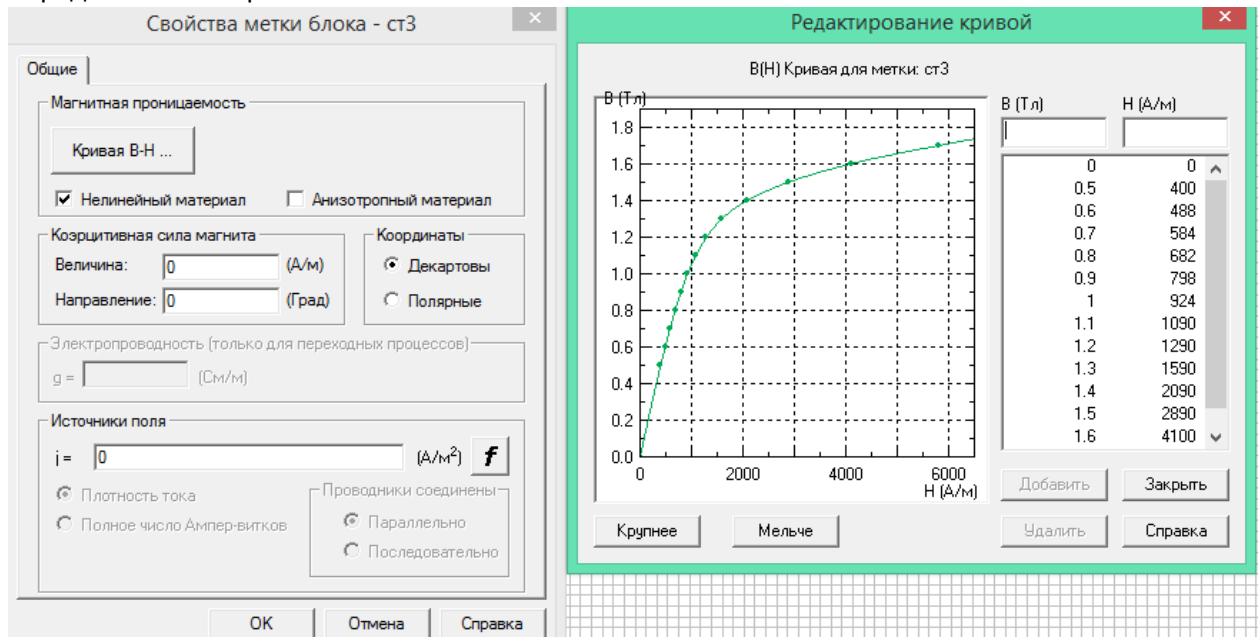 Свойства метки блока - ст3
Общие
Магнитная проницаемость
Кривая B-H ...
Нелинейный материал
Анизотропный материал
Коэрцитивная сила магнита
Величина: 0 (А/м)
Направление: 0 (Град)
Координаты
Декартовы
Полярные
Электропроводность (только для переходных процессов)
g = (См/м)
Источники поля
j = 0 (А/м²) f
Плотность тока
Полное число Ампер-витков
Проводники соединены
Параллельно
Последовательно
ОК Отмена Справка
Редактирование кривой
B(H) Кривая для метки: ст3
B (Тл)
1.8
1.6
1.4
1.2
1.0
0.8
0.6
0.4
0.2
0.0
0 2000 4000 6000
H (А/м)
B (Тл) H (А/м)
0 0
0.5 400
0.6 488
0.7 584
0.8 682
0.9 798
1 924
1.1 1090
1.2 1290
1.3 1590
1.4 2090
1.5 2890
1.6 4100
Добавить Закрыть
Крупнее Мельче Удалить Справка